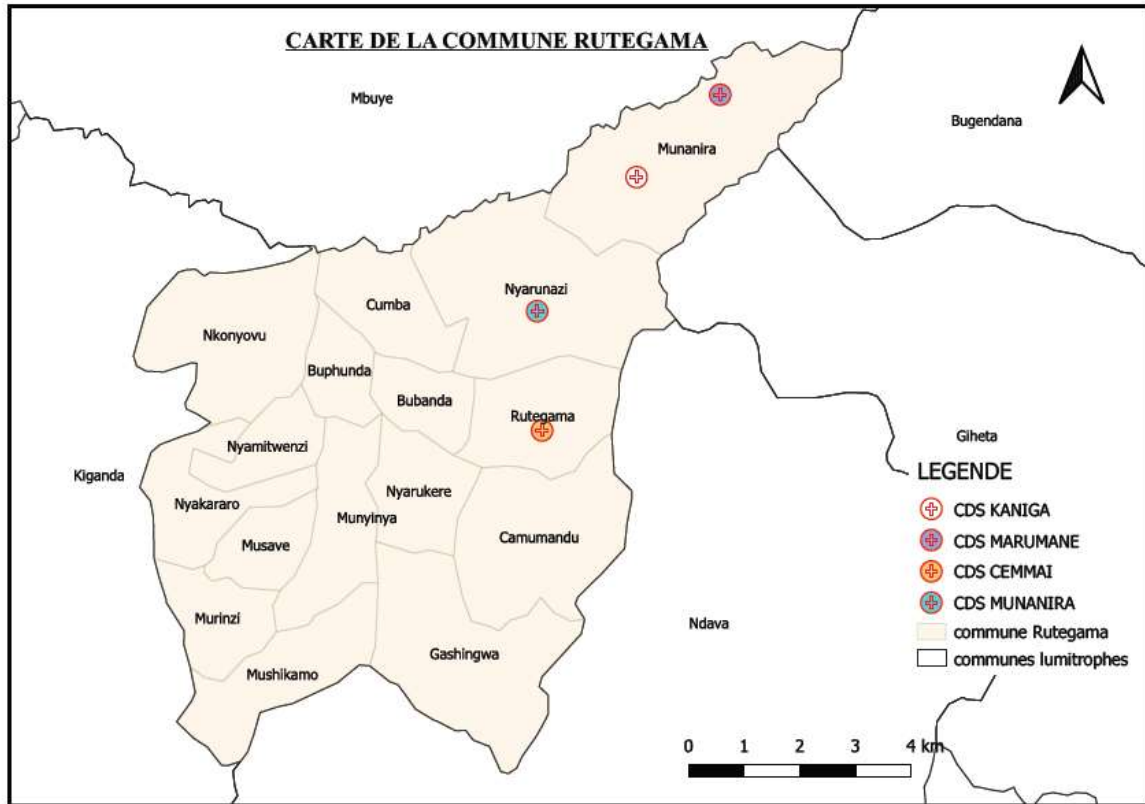 CARTE DE LA COMMUNE RUTEGAMA
Mbuye
Bugendana
Munanira
Nyarunazi
Cumba
Nkonyovu
Buphunda
Bubanda
Rutegama
Giheta
Nyamitwenzi
Kiganda
Nyarukere
Nyakararo
Munyinya
Musave
Camumandu
Murinzi
Ndava
Gashingwa
Mushikamo
LEGENDE
CDS KANIGA
CDS MARUMANE
CDS CEMMAI
CDS MUNANIRA
commune Rutegama
communes lumitrophes
0 1 2 3 4 km